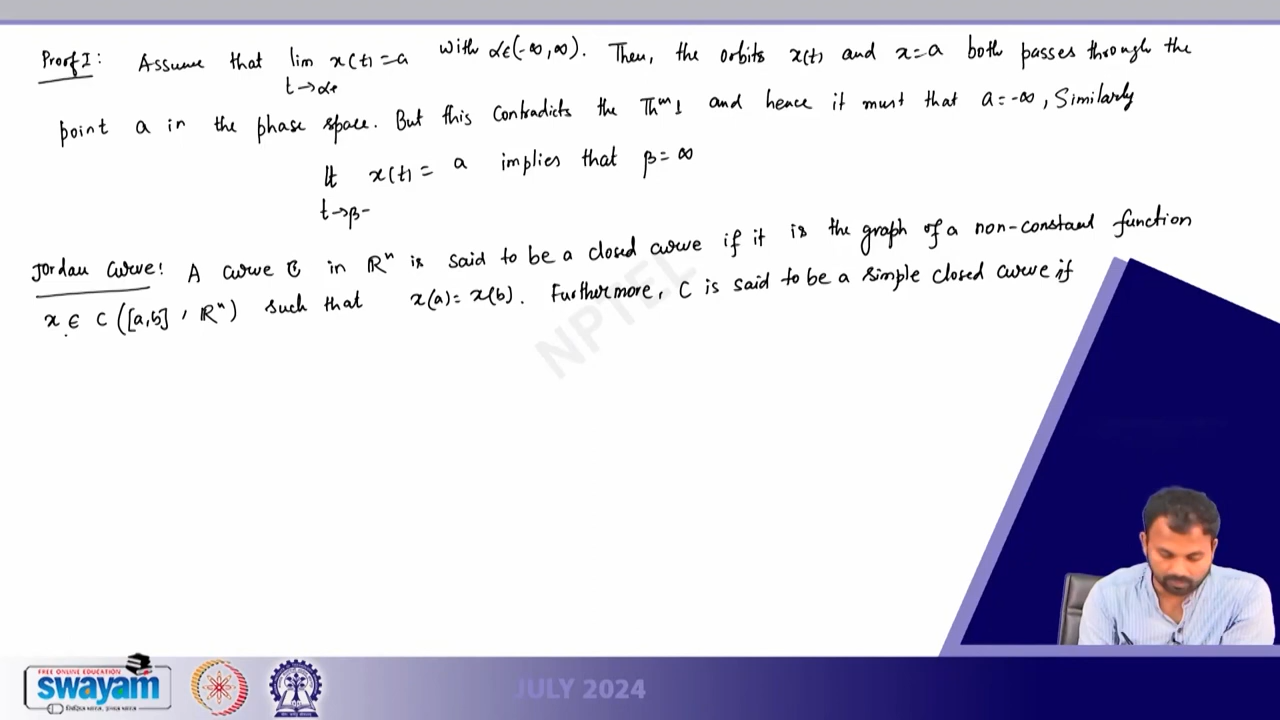 Proof I: Assume that lim x(t) = a with α∈(-∞,∞). Then, the orbits x(t) and x=a both passes through the
t→α+
point a in the phase space. But this contradicts the Thm 1 and hence it must that a=-∞, Similarly
lt x(t) = a implies that β=∞
t→β-
Jordan Curve: A curve C in ℝⁿ is said to be a closed curve if it is the graph of a non-constant function
x ∈ C([a,b], ℝⁿ) such that x(a)=x(b). Furthermore, C is said to be a simple closed curve if
NPTEL
FREE ONLINE EDUCATION
swayam
JULY 2024